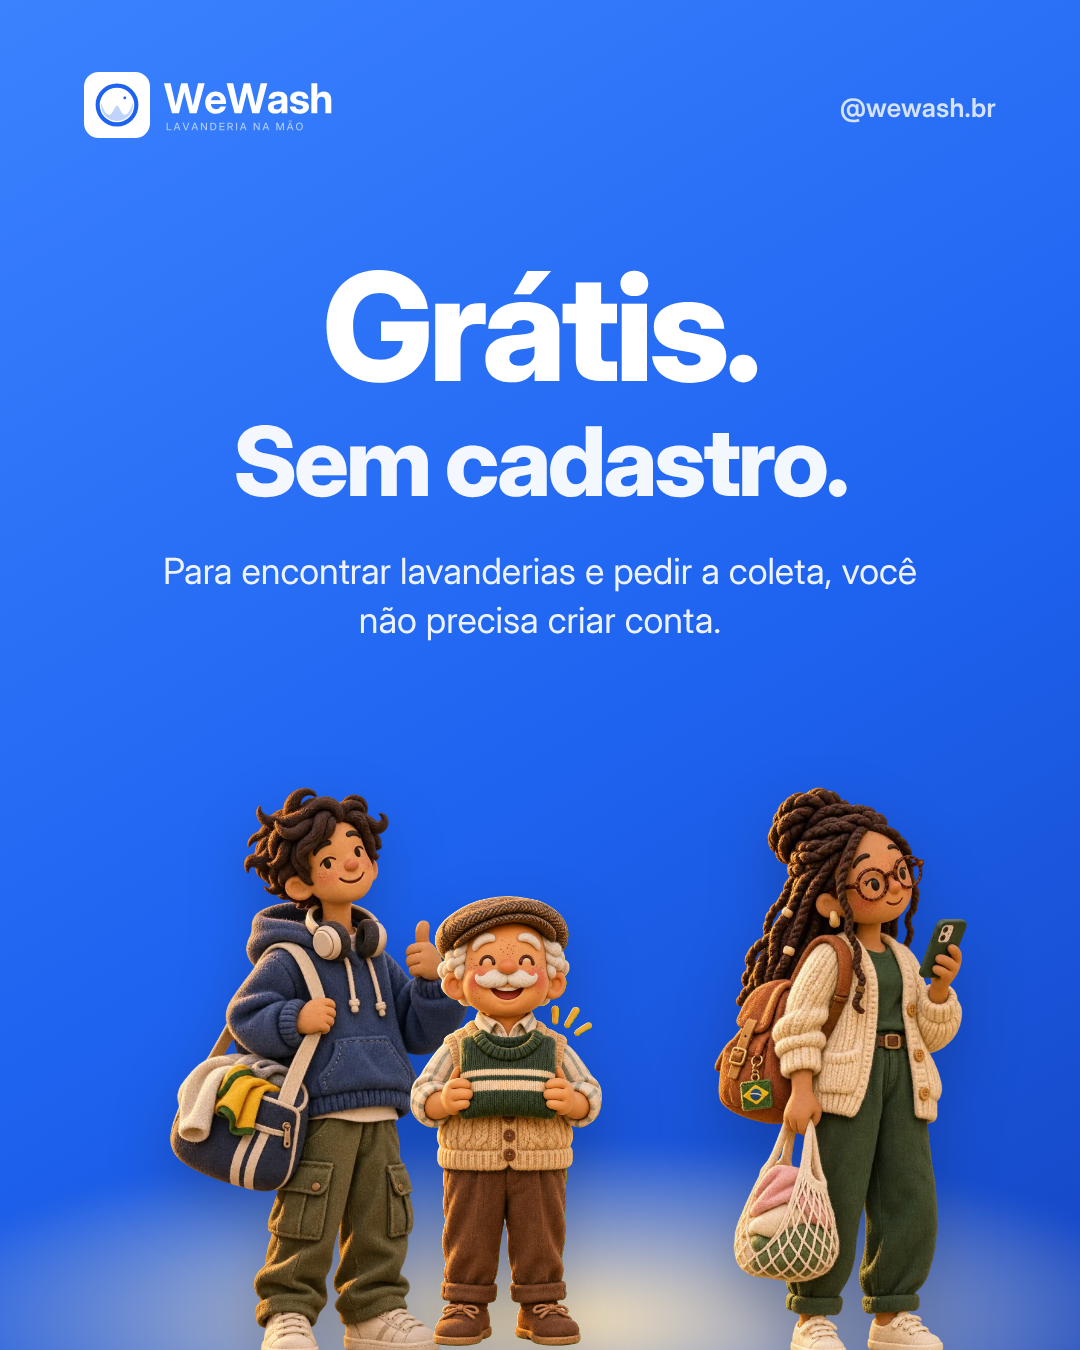 WeWash
LAVANDERIA NA MÃO
@wewash.br
Grátis.
Sem cadastro.
Para encontrar lavanderias e pedir a coleta, você
não precisa criar conta.